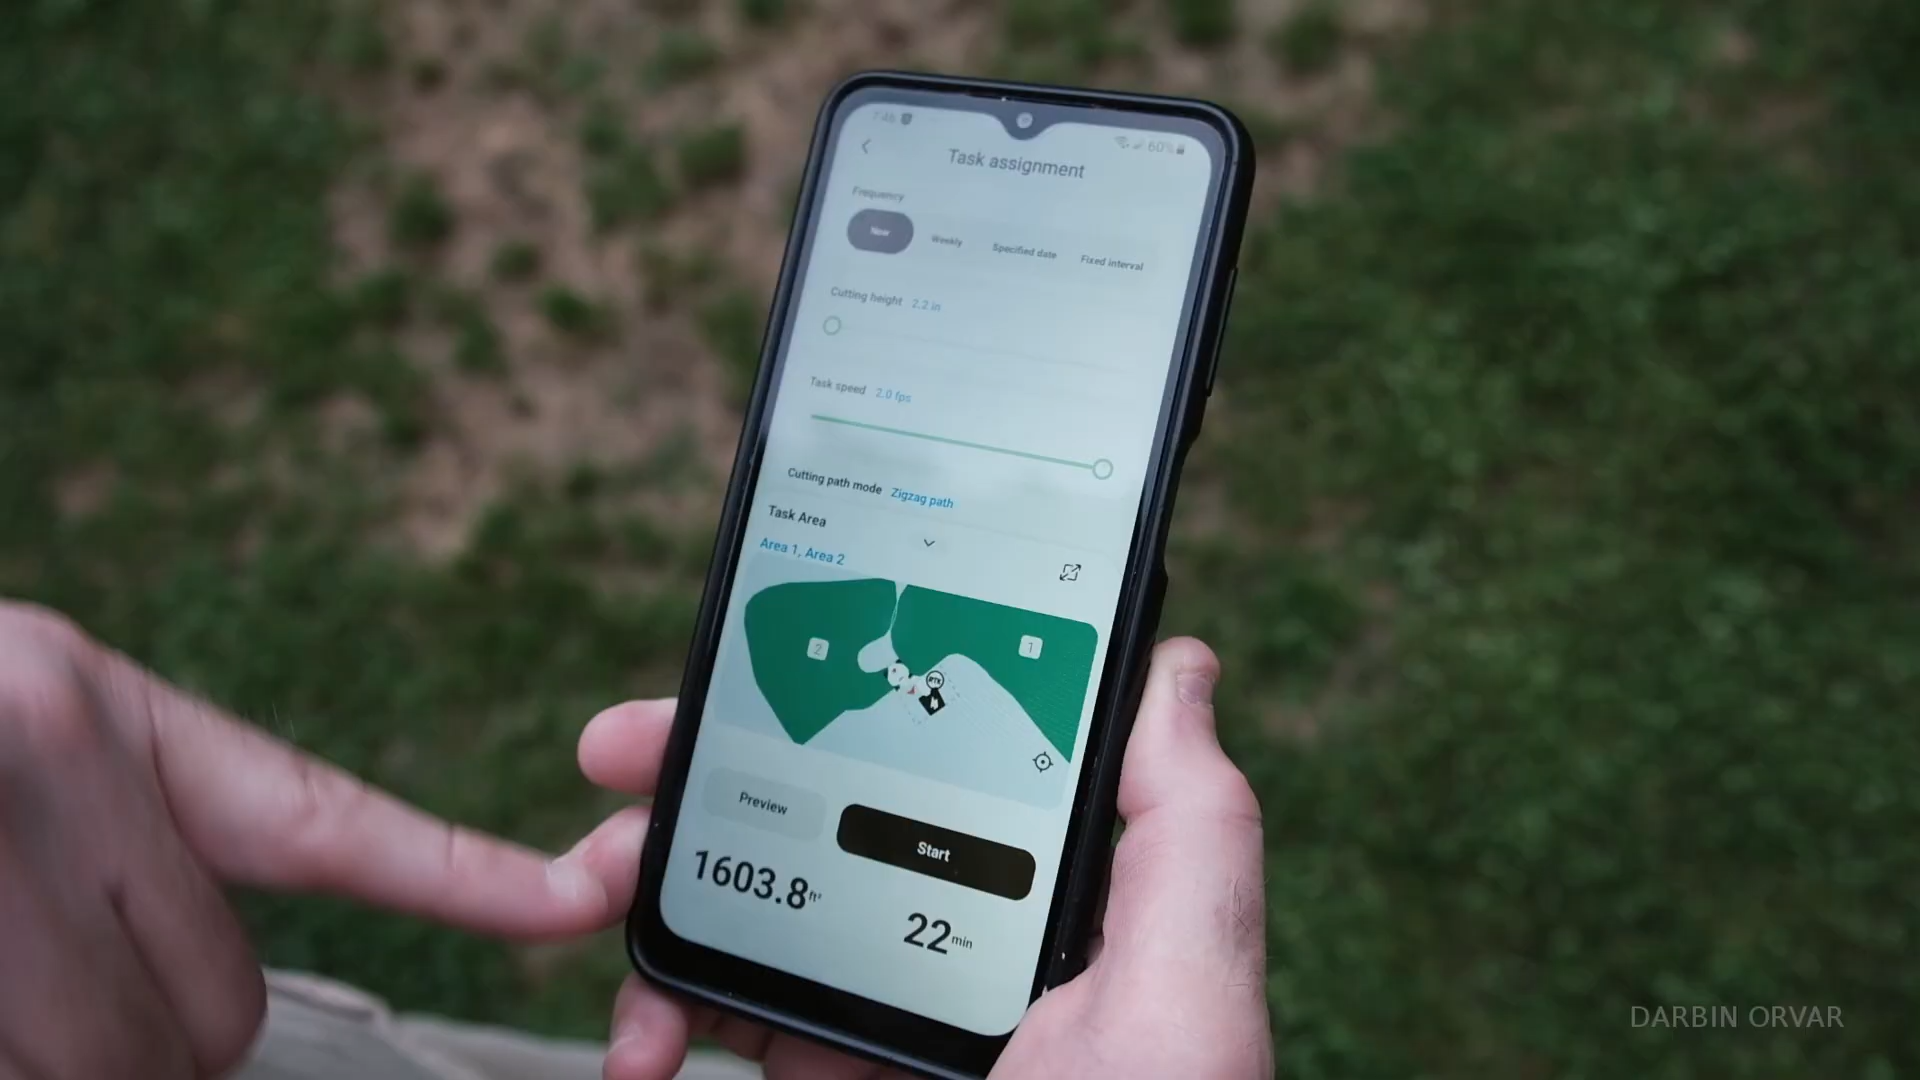 7:46
60%
Task assignment
Frequency
Now Weekly Specified date Fixed interval
Cutting height 2.2 in
Task speed 2.0 fps
Cutting path mode Zigzag path
Task Area
Area 1, Area 2
2
1
RTK
Preview
Start
1603.8 ft²
22 min
DARBIN ORVAR